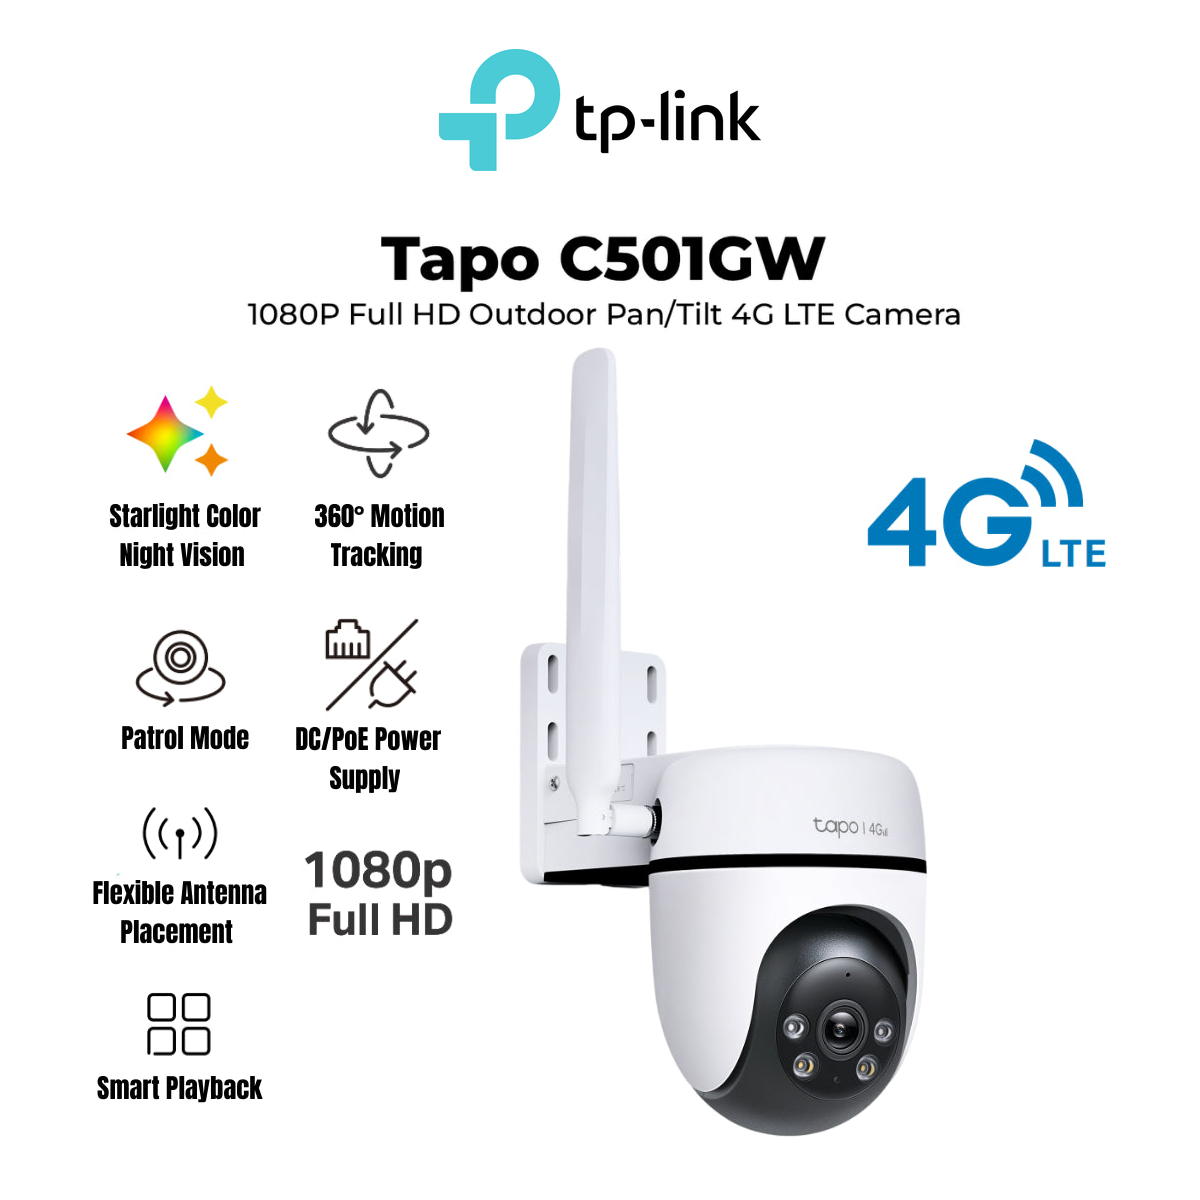 tp-link
Tapo C501GW
1080P Full HD Outdoor Pan/Tilt 4G LTE Camera
Starlight Color
Night Vision
360° Motion
Tracking
4G LTE
Patrol Mode
DC/PoE Power
Supply
Flexible Antenna
Placement
1080p
Full HD
Smart Playback
tapo | 4G